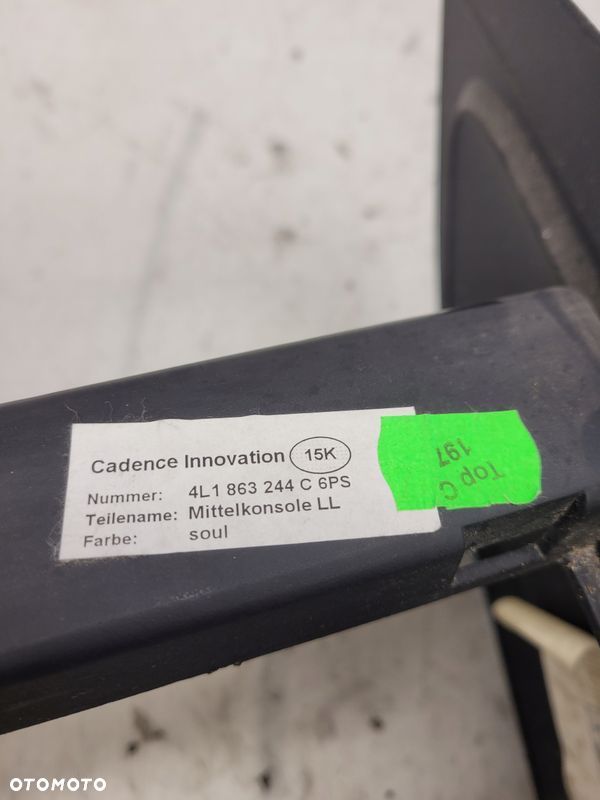 Cadence Innovation 15K
Nummer: 4L1 863 244 C 6PS
Teilename: Mittelkonsole LL
Farbe: soul
Top C
197
OTOMOTO